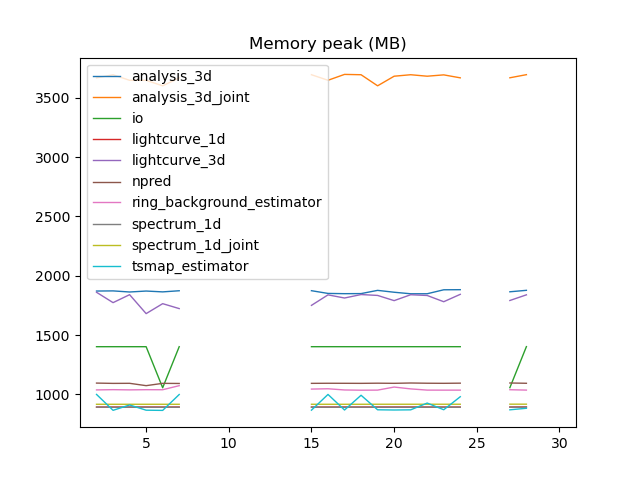 Memory peak (MB)
analysis_3d
analysis_3d_joint
io
lightcurve_1d
lightcurve_3d
npred
ring_background_estimator
spectrum_1d
spectrum_1d_joint
tsmap_estimator
3500
3000
2500
2000
1500
1000
5 10 15 20 25 30